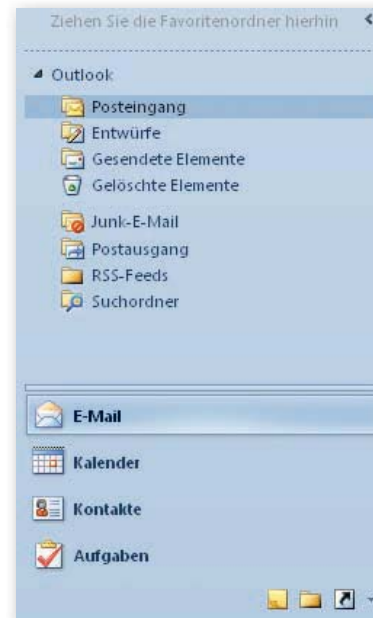 Ziehen Sie die Favoritenordner hierhin
Outlook
Posteingang
Entwürfe
Gesendete Elemente
Gelöschte Elemente
Junk-E-Mail
Postausgang
RSS-Feeds
Suchordner
E-Mail
Kalender
Kontakte
Aufgaben